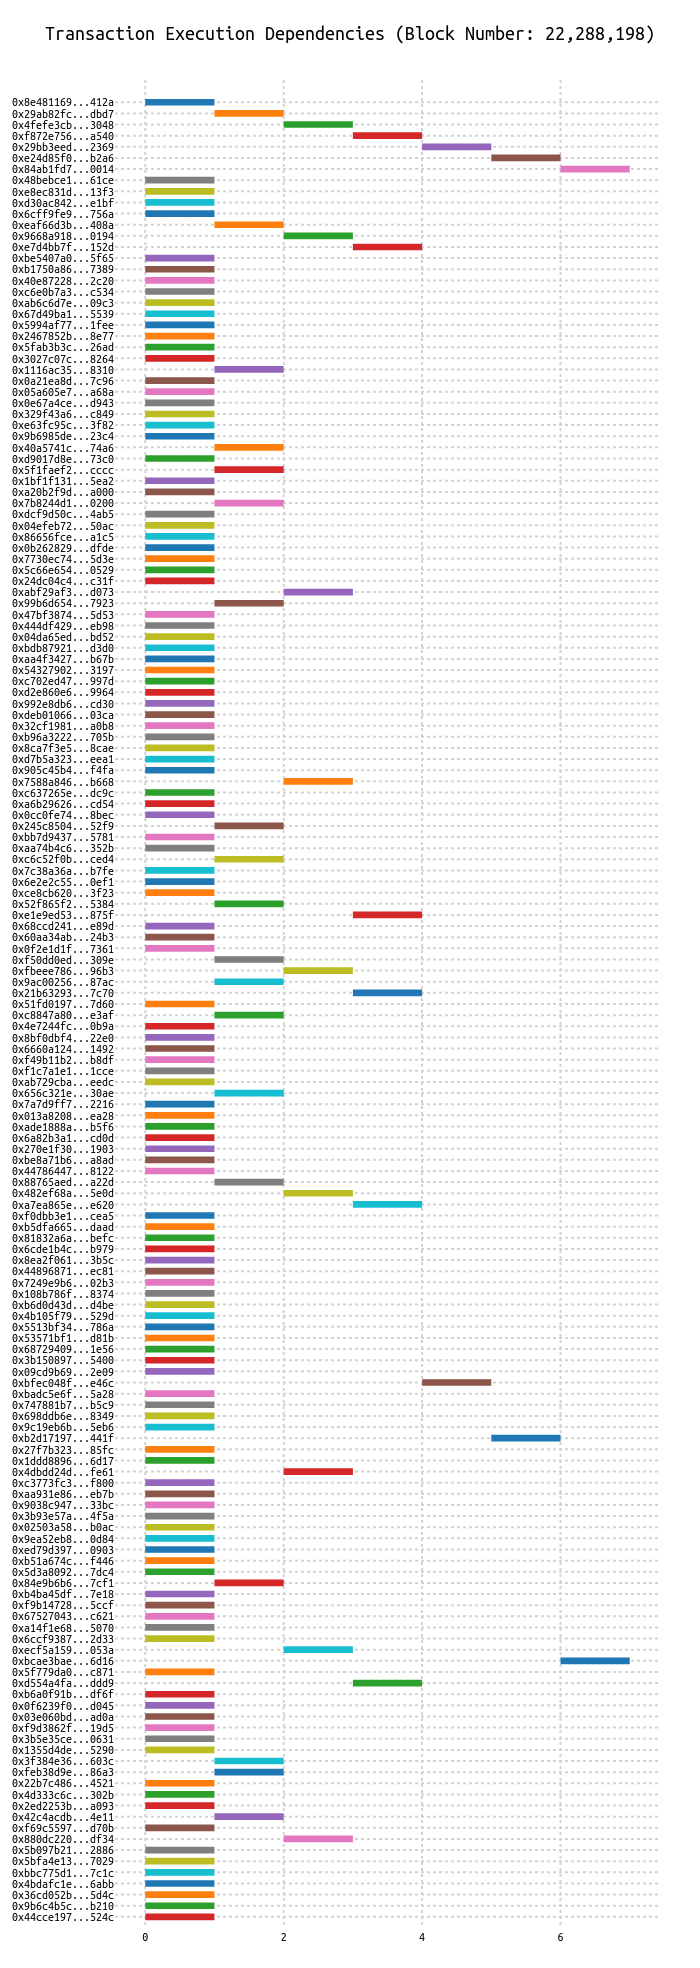 Transaction Execution Dependencies (Block Number: 22,288,198)
0x8e481169...412a
0x29ab82fc...dbd7
0x4fefe3cb...3048
0xf872e756...a540
0x29bb3eed...2369
0xe24d85f0...b2a6
0x84ab1fd7...0014
0x48bebce1...61ce
0xe8ec831d...13f3
0xd30ac842...e1bf
0x6cff9fe9...756a
0xeaf66d3b...408a
0x9668a918...0194
0xe7d4bb7f...152d
0xbe5407a0...5f65
0xb1750a86...7389
0x40e87228...2c20
0xc6e0b7a3...c534
0xab6c6d7e...09c3
0x67d49ba1...5539
0x5994af77...1fee
0x2467852b...8e77
0x5fab3b3c...26ad
0x3027c07c...8264
0x1116ac35...8310
0x0a21ea8d...7c96
0x05a605e7...a68a
0x0e67a4ce...d943
0x329f43a6...c849
0xe63fc95c...3f82
0x9b6985de...23c4
0x40a5741c...74a6
0xd9017d8e...73c0
0x5f1faef2...cccc
0x1bf1f131...5ea2
0xa20b2f9d...a000
0x7b8244d1...0200
0xdcf9d50c...4ab5
0x04efeb72...50ac
0x86656fce...a1c5
0x0b262829...dfde
0x7730ec74...5d3e
0x5c66e654...0529
0x24dc04c4...c31f
0xabf29af3...d073
0x99b6d654...7923
0x47bf3874...5d53
0x444df429...eb98
0x04da65ed...bd52
0xbdb87921...d3d0
0xaa4f3427...b67b
0x54327902...3197
0xc702ed47...997d
0xd2e860e6...9964
0x992e8db6...cd30
0xdeb01066...03ca
0x32cf1981...a0b8
0xb96a3222...705b
0x8ca7f3e5...8cae
0xd7b5a323...eea1
0x905c45b4...f4fa
0x7588a846...b668
0xc637265e...dc9c
0xa6b29626...cd54
0x0cc0fe74...8bec
0x245c8504...52f9
0xbb7d9437...5781
0xaa74b4c6...352b
0xc6c52f0b...ced4
0x7c38a36a...b7fe
0x6e2e2c55...0ef1
0xce8cb620...3f23
0x52f865f2...5384
0xe1e9ed53...875f
0x68ccd241...e89d
0x60aa34ab...24b3
0x0f2e1d1f...7361
0xf50dd0ed...309e
0xfbeee786...96b3
0x9ac00256...87ac
0x21b63293...7c70
0x51fd0197...7d60
0xc8847a80...e3af
0x4e7244fc...0b9a
0x8bf0dbf4...22e0
0x6660a124...1492
0xf49b11b2...b8df
0xf1c7a1e1...1cce
0xab729cba...eedc
0x656c321e...30ae
0x7a7d9ff7...2216
0x013a8208...ea28
0xade1888a...b5f6
0x6a82b3a1...cd0d
0x270e1f30...1903
0xbe8a71b6...a8ad
0x44786447...8122
0x88765aed...a22d
0x482ef68a...5e0d
0xa7ea865e...e620
0xf0dbb3e1...cea5
0xb5dfa665...daad
0x81832a6a...befc
0x6cde1b4c...b979
0x8ea2f061...3b5c
0x44896871...ec81
0x7249e9b6...02b3
0x108b786f...8374
0xb6d0d43d...d4be
0x4b105f79...529d
0x5513bf34...786a
0x53571bf1...d81b
0x68729409...1e56
0x3b150897...5400
0x09cd9b69...2e09
0xbfec048f...e46c
0xbadc5e6f...5a28
0x747881b7...b5c9
0x698ddb6e...8349
0x9c19eb6b...5eb6
0xb2d17197...441f
0x27f7b323...85fc
0x1ddd8896...6d17
0x4dbdd24d...fe61
0xc3773fc3...f800
0xaa931e86...eb7b
0x9038c947...33bc
0x3b93e57a...4f5a
0x02503a58...b0ac
0x9ea52eb8...0d84
0xed79d397...0903
0xb51a674c...f446
0x5d3a8092...7dc4
0x84e9b6b6...7cf1
0xb4ba45df...7e18
0xf9b14728...5ccf
0x67527043...c621
0xa14f1e68...5070
0x6ccf9387...2d33
0xecf5a159...053a
0xbcae3bae...6d16
0x5f779da0...c871
0xd554a4fa...ddd9
0xb6a0f91b...df6f
0x0f6239f0...d045
0x03e060bd...ad0a
0xf9d3862f...19d5
0x3b5e35ce...0631
0x1355d4de...5290
0x3f384e36...603c
0xfeb38d9e...86a3
0x22b7c486...4521
0x4d333c6c...302b
0x2ed2253b...a093
0x42c4acdb...4e11
0xf69c5597...d70b
0x880dc220...df34
0x5b097b21...2886
0x5bfa4e13...7029
0xbbc775d1...7c1c
0x4bdafc1e...6abb
0x36cd052b...5d4c
0x9b6c4b5c...b210
0x44cce197...524c
0 2 4 6